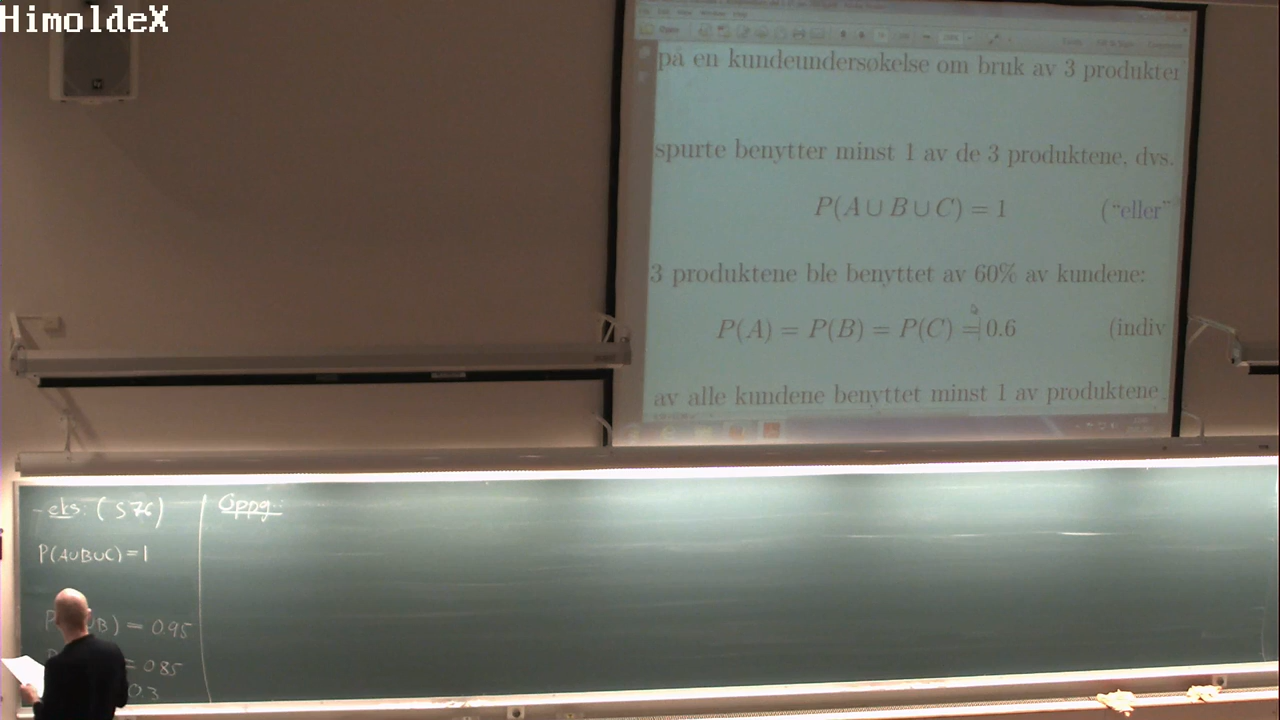 HimoldeX
på en kundeundersøkelse om bruk av 3 produkter
spurte benytter minst 1 av de 3 produktene, dvs.
P(A ∪ B ∪ C) = 1 ("eller"
3 produktene ble benyttet av 60% av kundene:
P(A) = P(B) = P(C) = 0.6 (indiv
av alle kundene benyttet minst 1 av produktene
- eks: (S76)
P(A∪B∪C) = 1
P( ∪B) = 0.95
= 0.85
0.3
Oppg.: